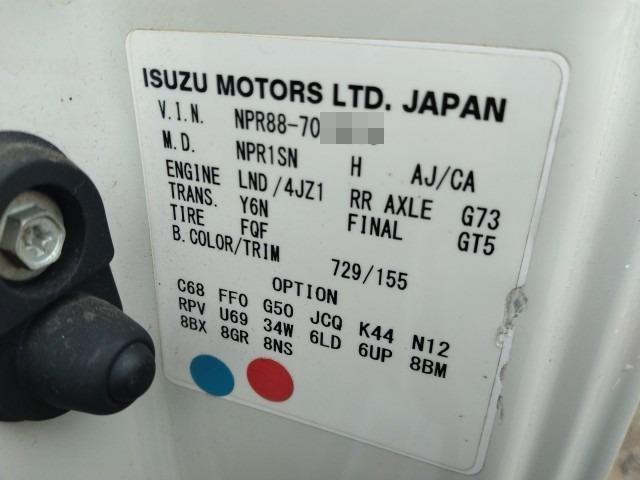 ISUZU MOTORS LTD. JAPAN
V.I.N. NPR88-70
M.D. NPR1SN H AJ/CA
ENGINE LND/4JZ1 RR AXLE G73
TRANS. Y6N FINAL GT5
TIRE FQF
B.COLOR/TRIM 729/155
OPTION
C68 FF0 G50 JCQ K44 N12
RPV U69 34W 6LD 6UP 8BM
8BX 8GR 8NS